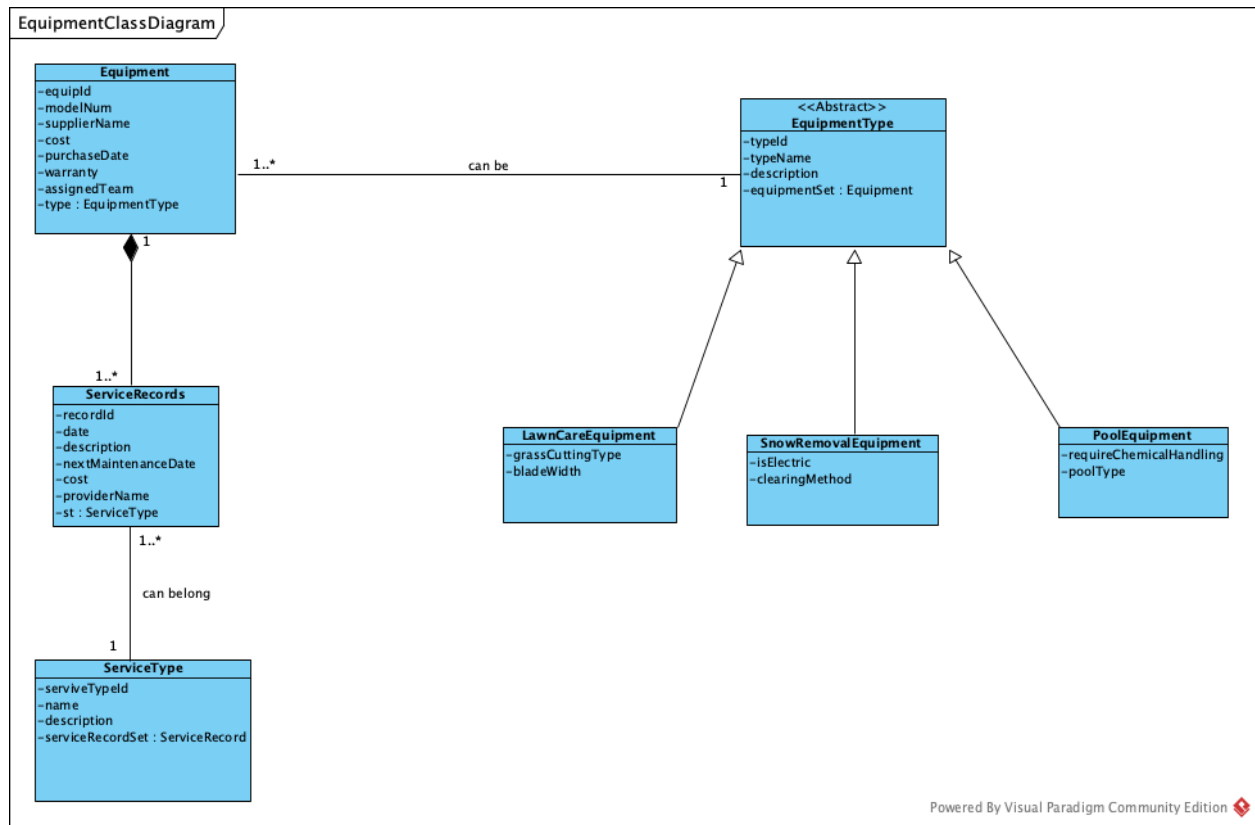 EquipmentClassDiagram
Equipment
-equipId
-modelNum
-supplierName
-cost
-purchaseDate
-warranty
-assignedTeam
-type : EquipmentType
1..*
can be
1
<<Abstract>>
EquipmentType
-typeId
-typeName
-description
-equipmentSet : Equipment
1
1..*
ServiceRecords
-recordId
-date
-description
-nextMaintenanceDate
-cost
-providerName
-st : ServiceType
LawnCareEquipment
-grassCuttingType
-bladeWidth
SnowRemovalEquipment
-isElectric
-clearingMethod
PoolEquipment
-requireChemicalHandling
-poolType
1..*
can belong
1
ServiceType
-serviveTypeId
-name
-description
-serviceRecordSet : ServiceRecord
Powered By Visual Paradigm Community Edition